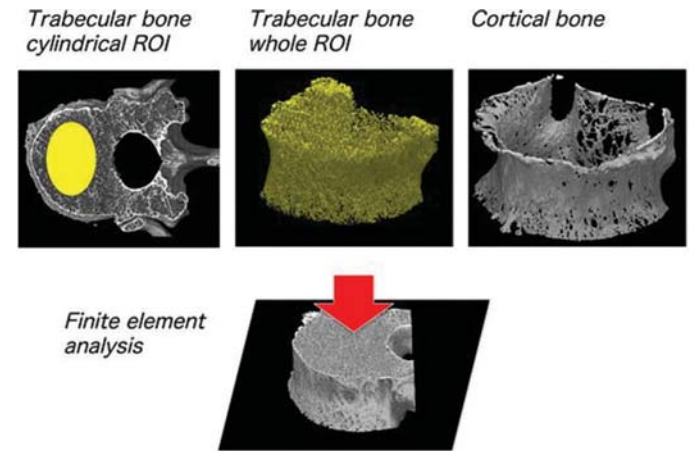 Trabecular bone
cylindrical ROI
Trabecular bone
whole ROI
Cortical bone
Finite element
analysis